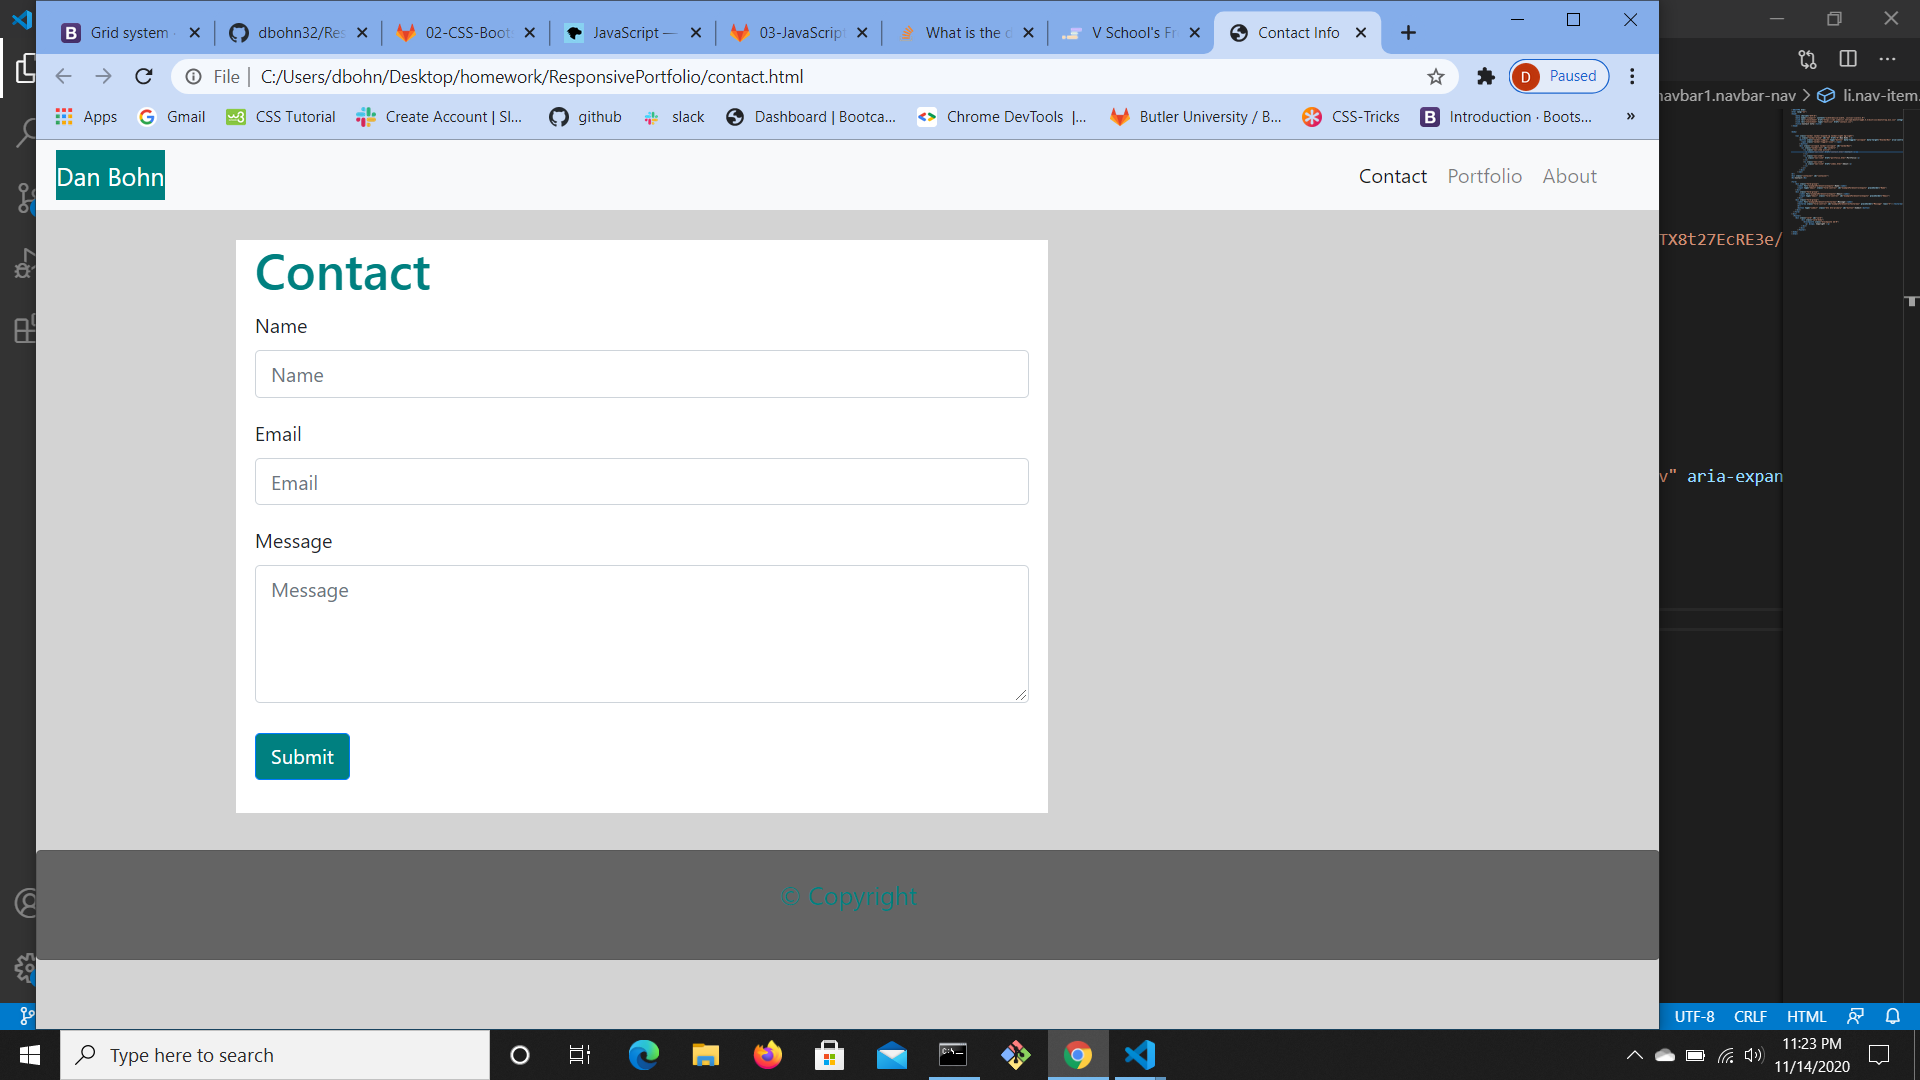 Grid system
dbohn32/Res
02-CSS-Boot
JavaScript —
03-JavaScript
What is the d
V School's Fr
Contact Info
File
C:/Users/dbohn/Desktop/homework/ResponsivePortfolio/contact.html
D Paused
Apps
Gmail
CSS Tutorial
Create Account | Sl...
github
slack
Dashboard | Bootca...
Chrome DevTools |...
Butler University / B...
CSS-Tricks
Introduction · Boots...
»
navbar1.navbar-nav > li.nav-item.
Dan Bohn
Contact Portfolio About
TX8t27EcRE3e/
v" aria-expan
Contact
Name
Name
Email
Email
Message
Message
Submit
© Copyright
UTF-8 CRLF HTML
Type here to search
11:23 PM
11/14/2020